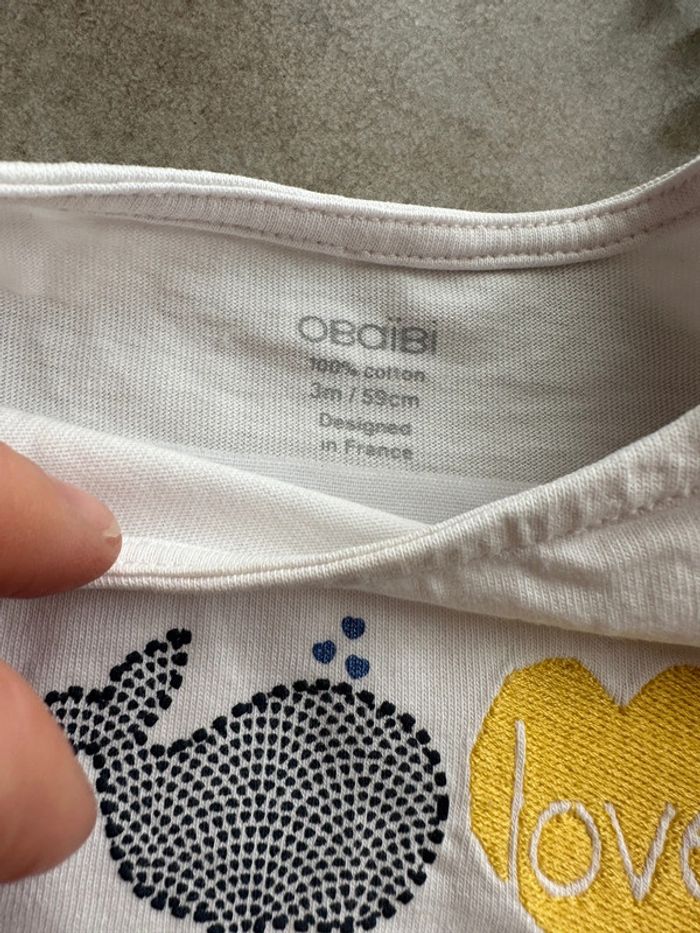 OBaïBi
100% cotton
3m / 59cm
Designed
in France
love